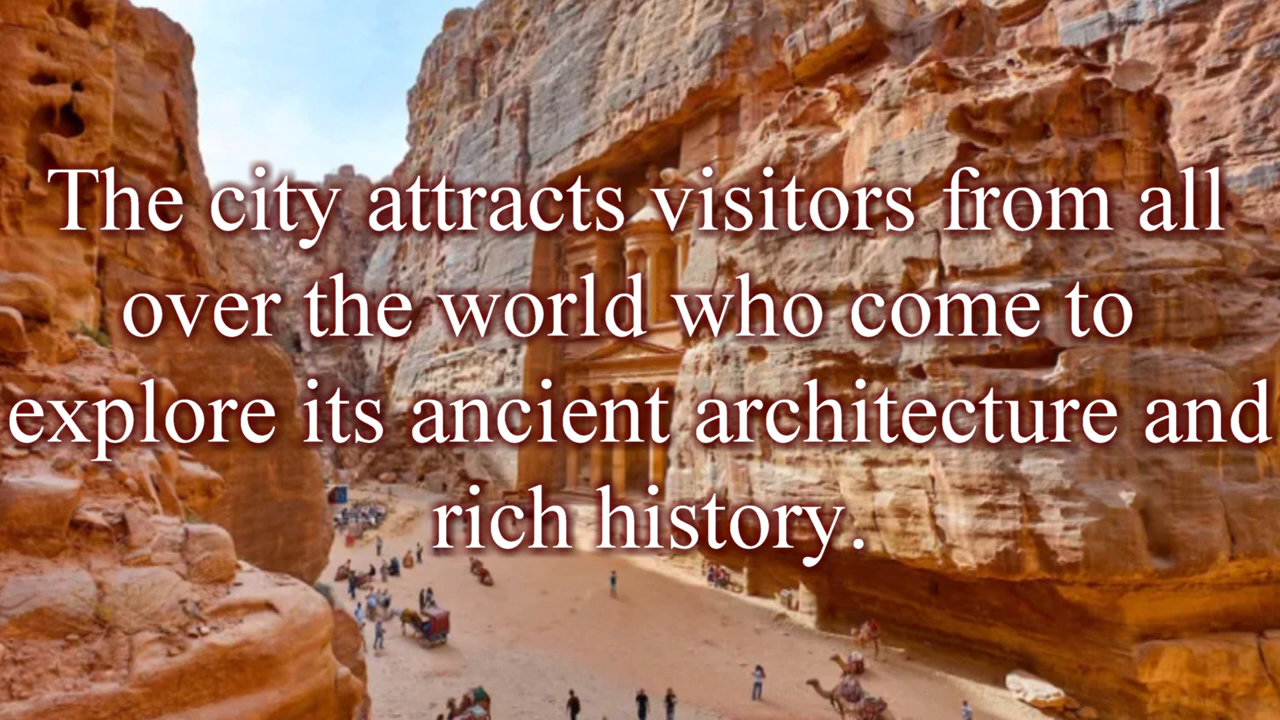 The city attracts visitors from all
over the world who come to
explore its ancient architecture and
rich history.